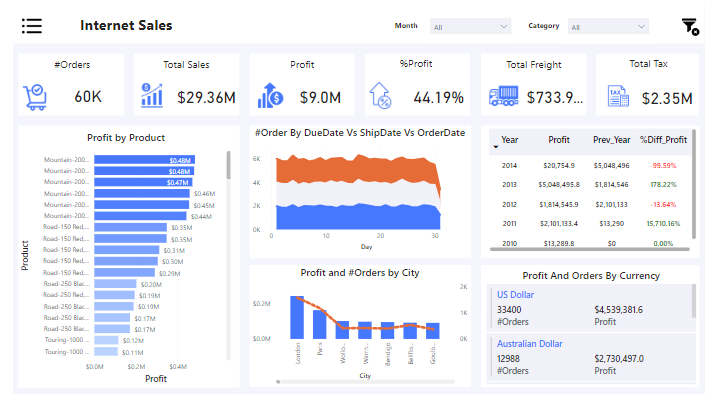 Internet Sales
Month
All
Category
All
#Orders
60K
Total Sales
$29.36M
Profit
$9.0M
%Profit
44.19%
Total Freight
$733.9...
Total Tax
TAX
$2.35M
Profit by Product
Product
Mountain-200... $0.48M
Mountain-200... $0.48M
Mountain-200... $0.47M
Mountain-200... $0.46M
Mountain-200... $0.45M
Mountain-200... $0.44M
Road-150 Red,... $0.35M
Road-150 Red,... $0.35M
Road-150 Red,... $0.31M
Road-150 Red,... $0.30M
Road-150 Red,... $0.29M
Road-250 Blac... $0.20M
Road-250 Red,... $0.19M
Road-250 Blac... $0.19M
Road-250 Blac... $0.17M
Road-250 Blac... $0.17M
Touring-1000 ... $0.12M
Touring-1000 ... $0.11M
$0.0M $0.2M $0.4M
Profit
#Order By DueDate Vs ShipDate Vs OrderDate
6K
4K
2K
0K
0 10 20 30
Day
Year Profit Prev_Year %Diff_Profit
2014 $20,754.9 $5,048,496 -99.59%
2013 $5,048,495.8 $1,814,546 178.22%
2012 $1,814,545.9 $2,101,133 -13.64%
2011 $2,101,133.4 $13,290 15,710.16%
2010 $13,289.8 $0 0.00%
Profit and #Orders by City
$0.2M
$0.0M
2K
1K
0K
London
Paris
Wollo...
Warrn...
Bendigo
Bellflo...
Goulb...
City
Profit And Orders By Currency
US Dollar
33400 $4,539,381.6
#Orders Profit
Australian Dollar
12988 $2,730,497.0
#Orders Profit